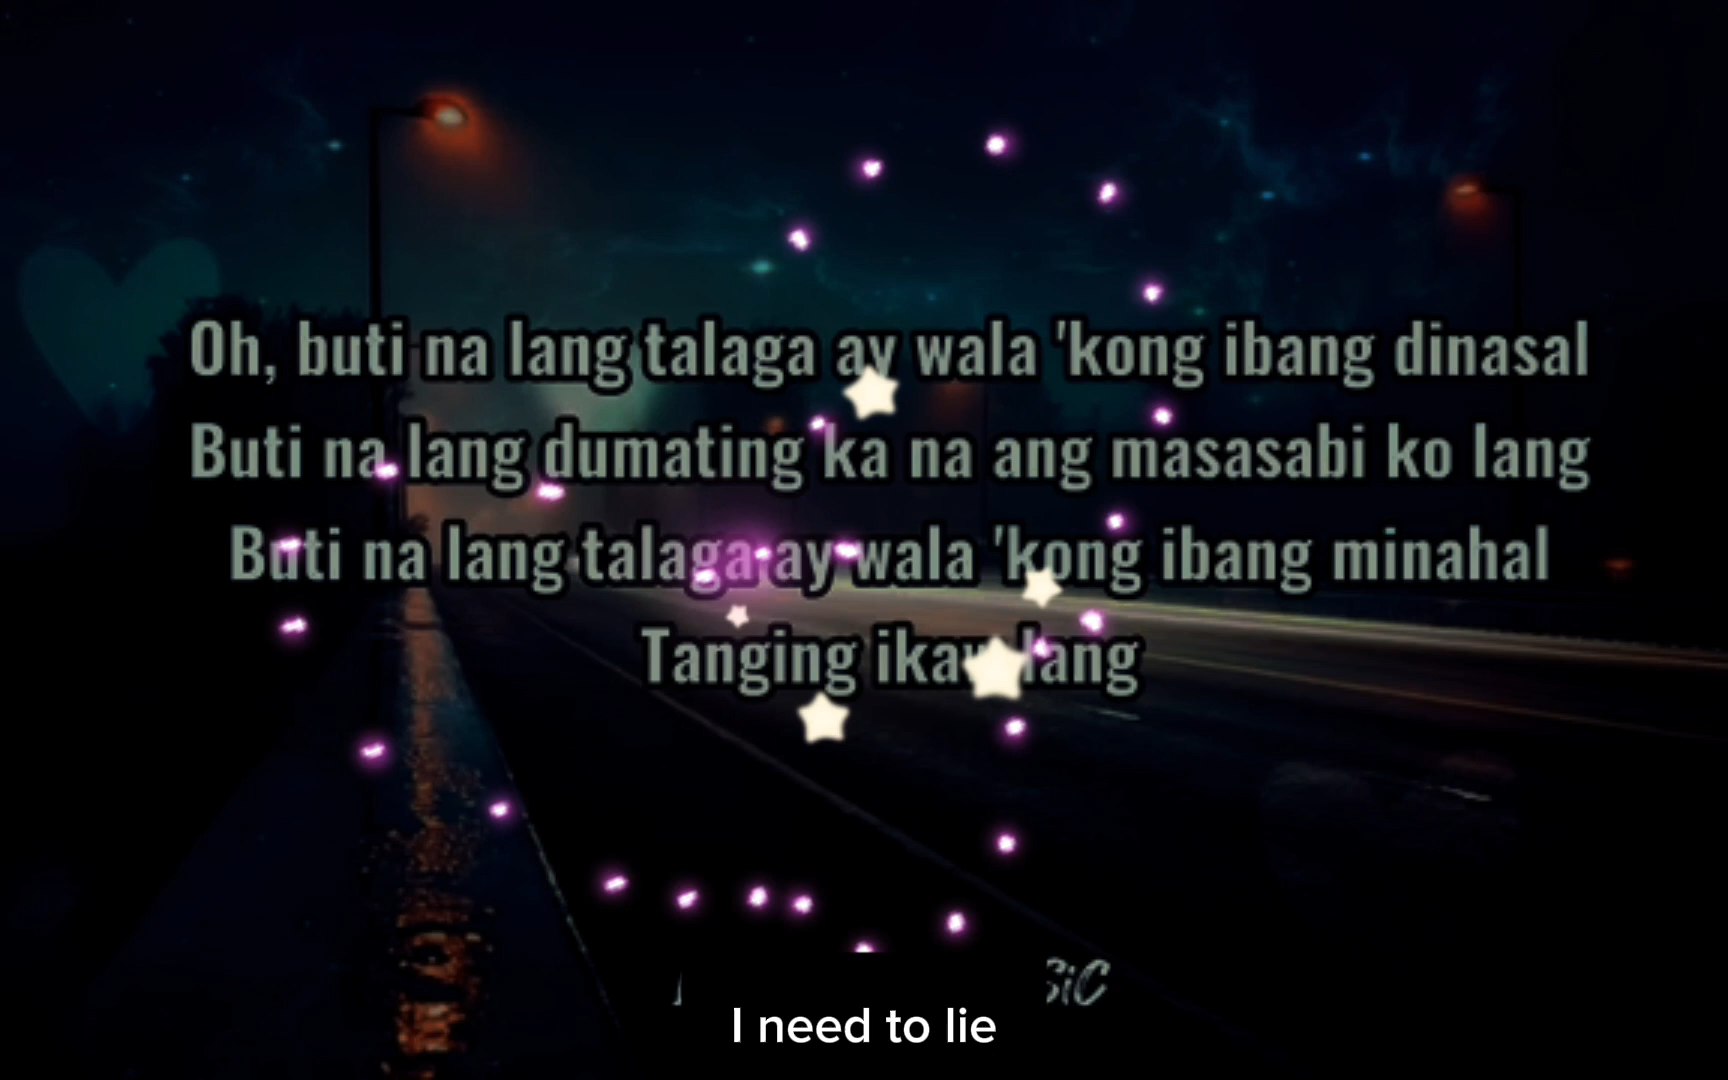 Oh, buti na lang talaga ay wala 'kong ibang dinasal
Buti na lang dumating ka na ang masasabi ko lang
Buti na lang talaga ay wala 'kong ibang minahal
Tanging ikaw lang
I need to lie